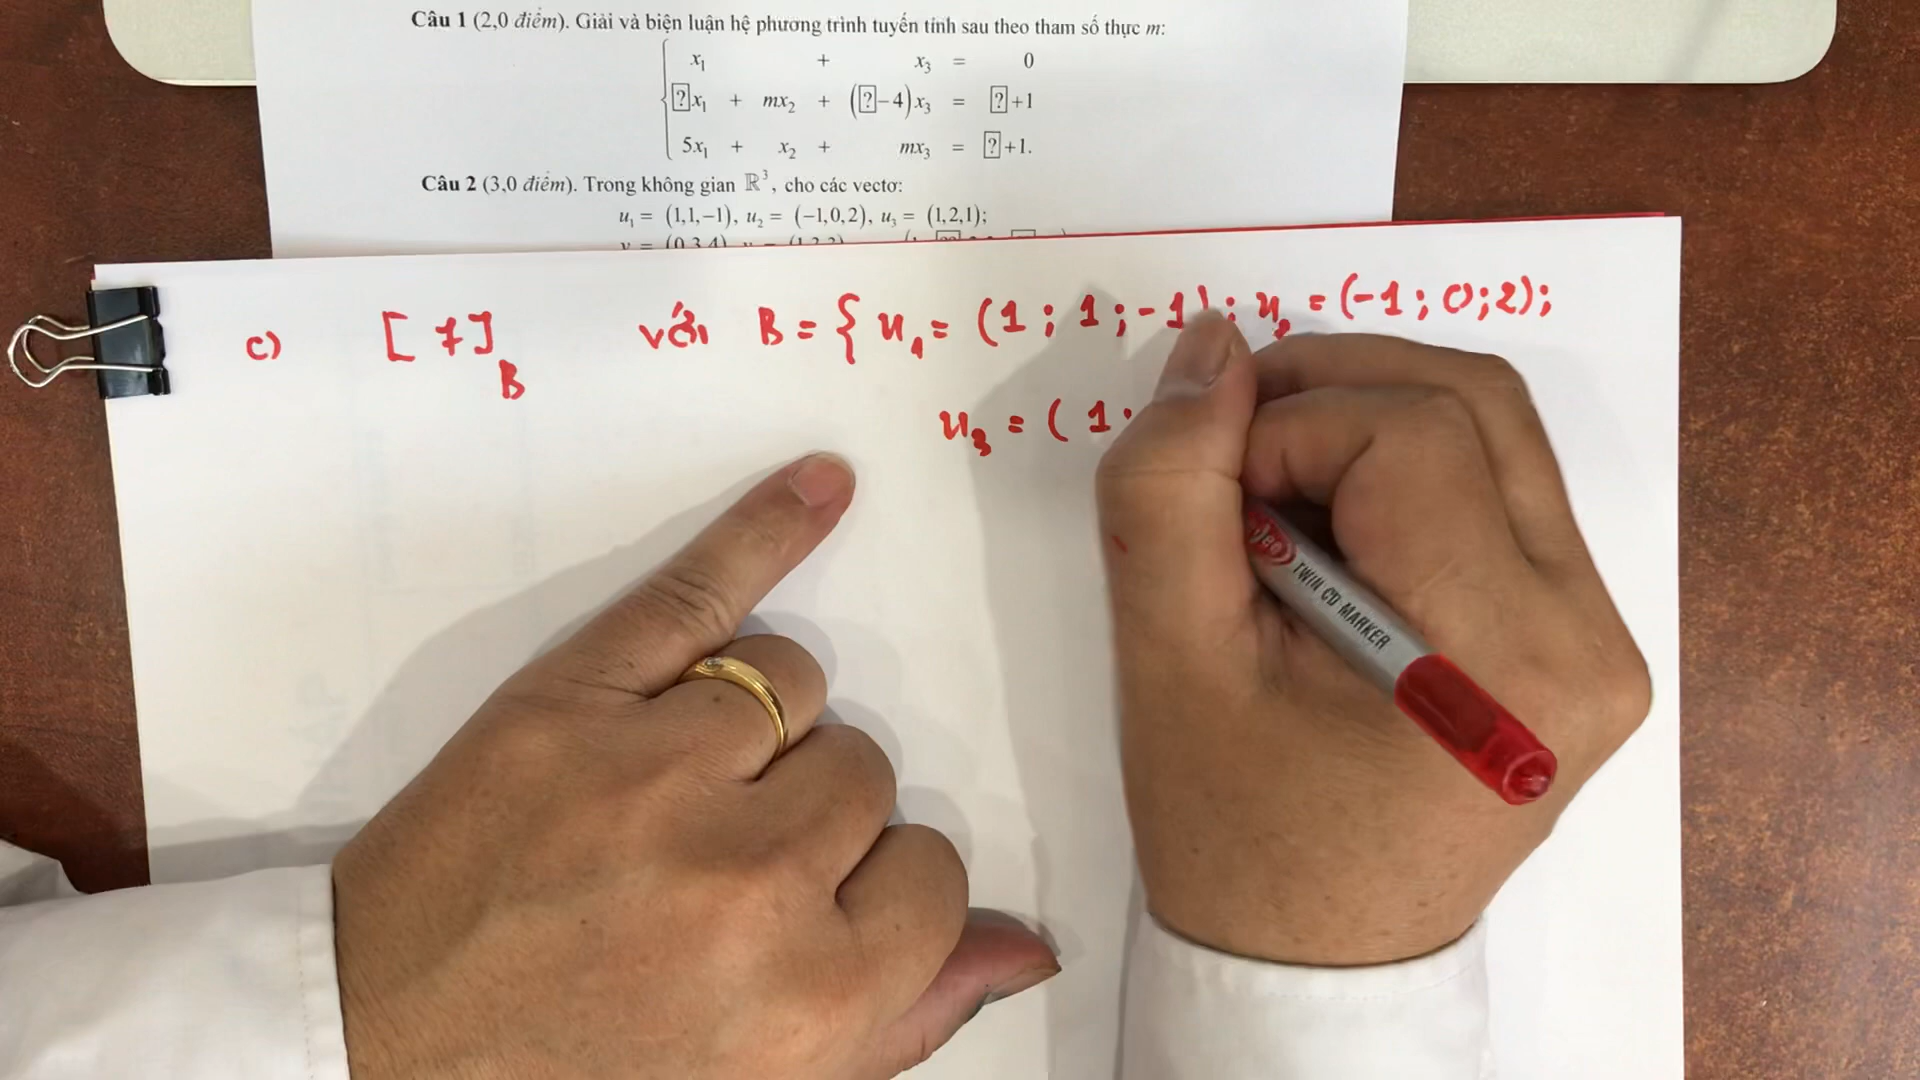 Câu 1 (2,0 điểm). Giải và biện luận hệ phương trình tuyến tính sau theo tham số thực m:
x₁ + x₃ = 0
[?]x₁ + mx₂ + ([?]−4)x₃ = [?]+1
5x₁ + x₂ + mx₃ = [?]+1.
Câu 2 (3,0 điểm). Trong không gian ℝ³, cho các vectơ:
u₁ = (1,1,−1), u₂ = (−1,0,2), u₃ = (1,2,1);
c) [f]_B với B = { u₁ = (1; 1; -1); u₂ = (-1; 0; 2);
u₃ = (1
TWIN CD MARKER